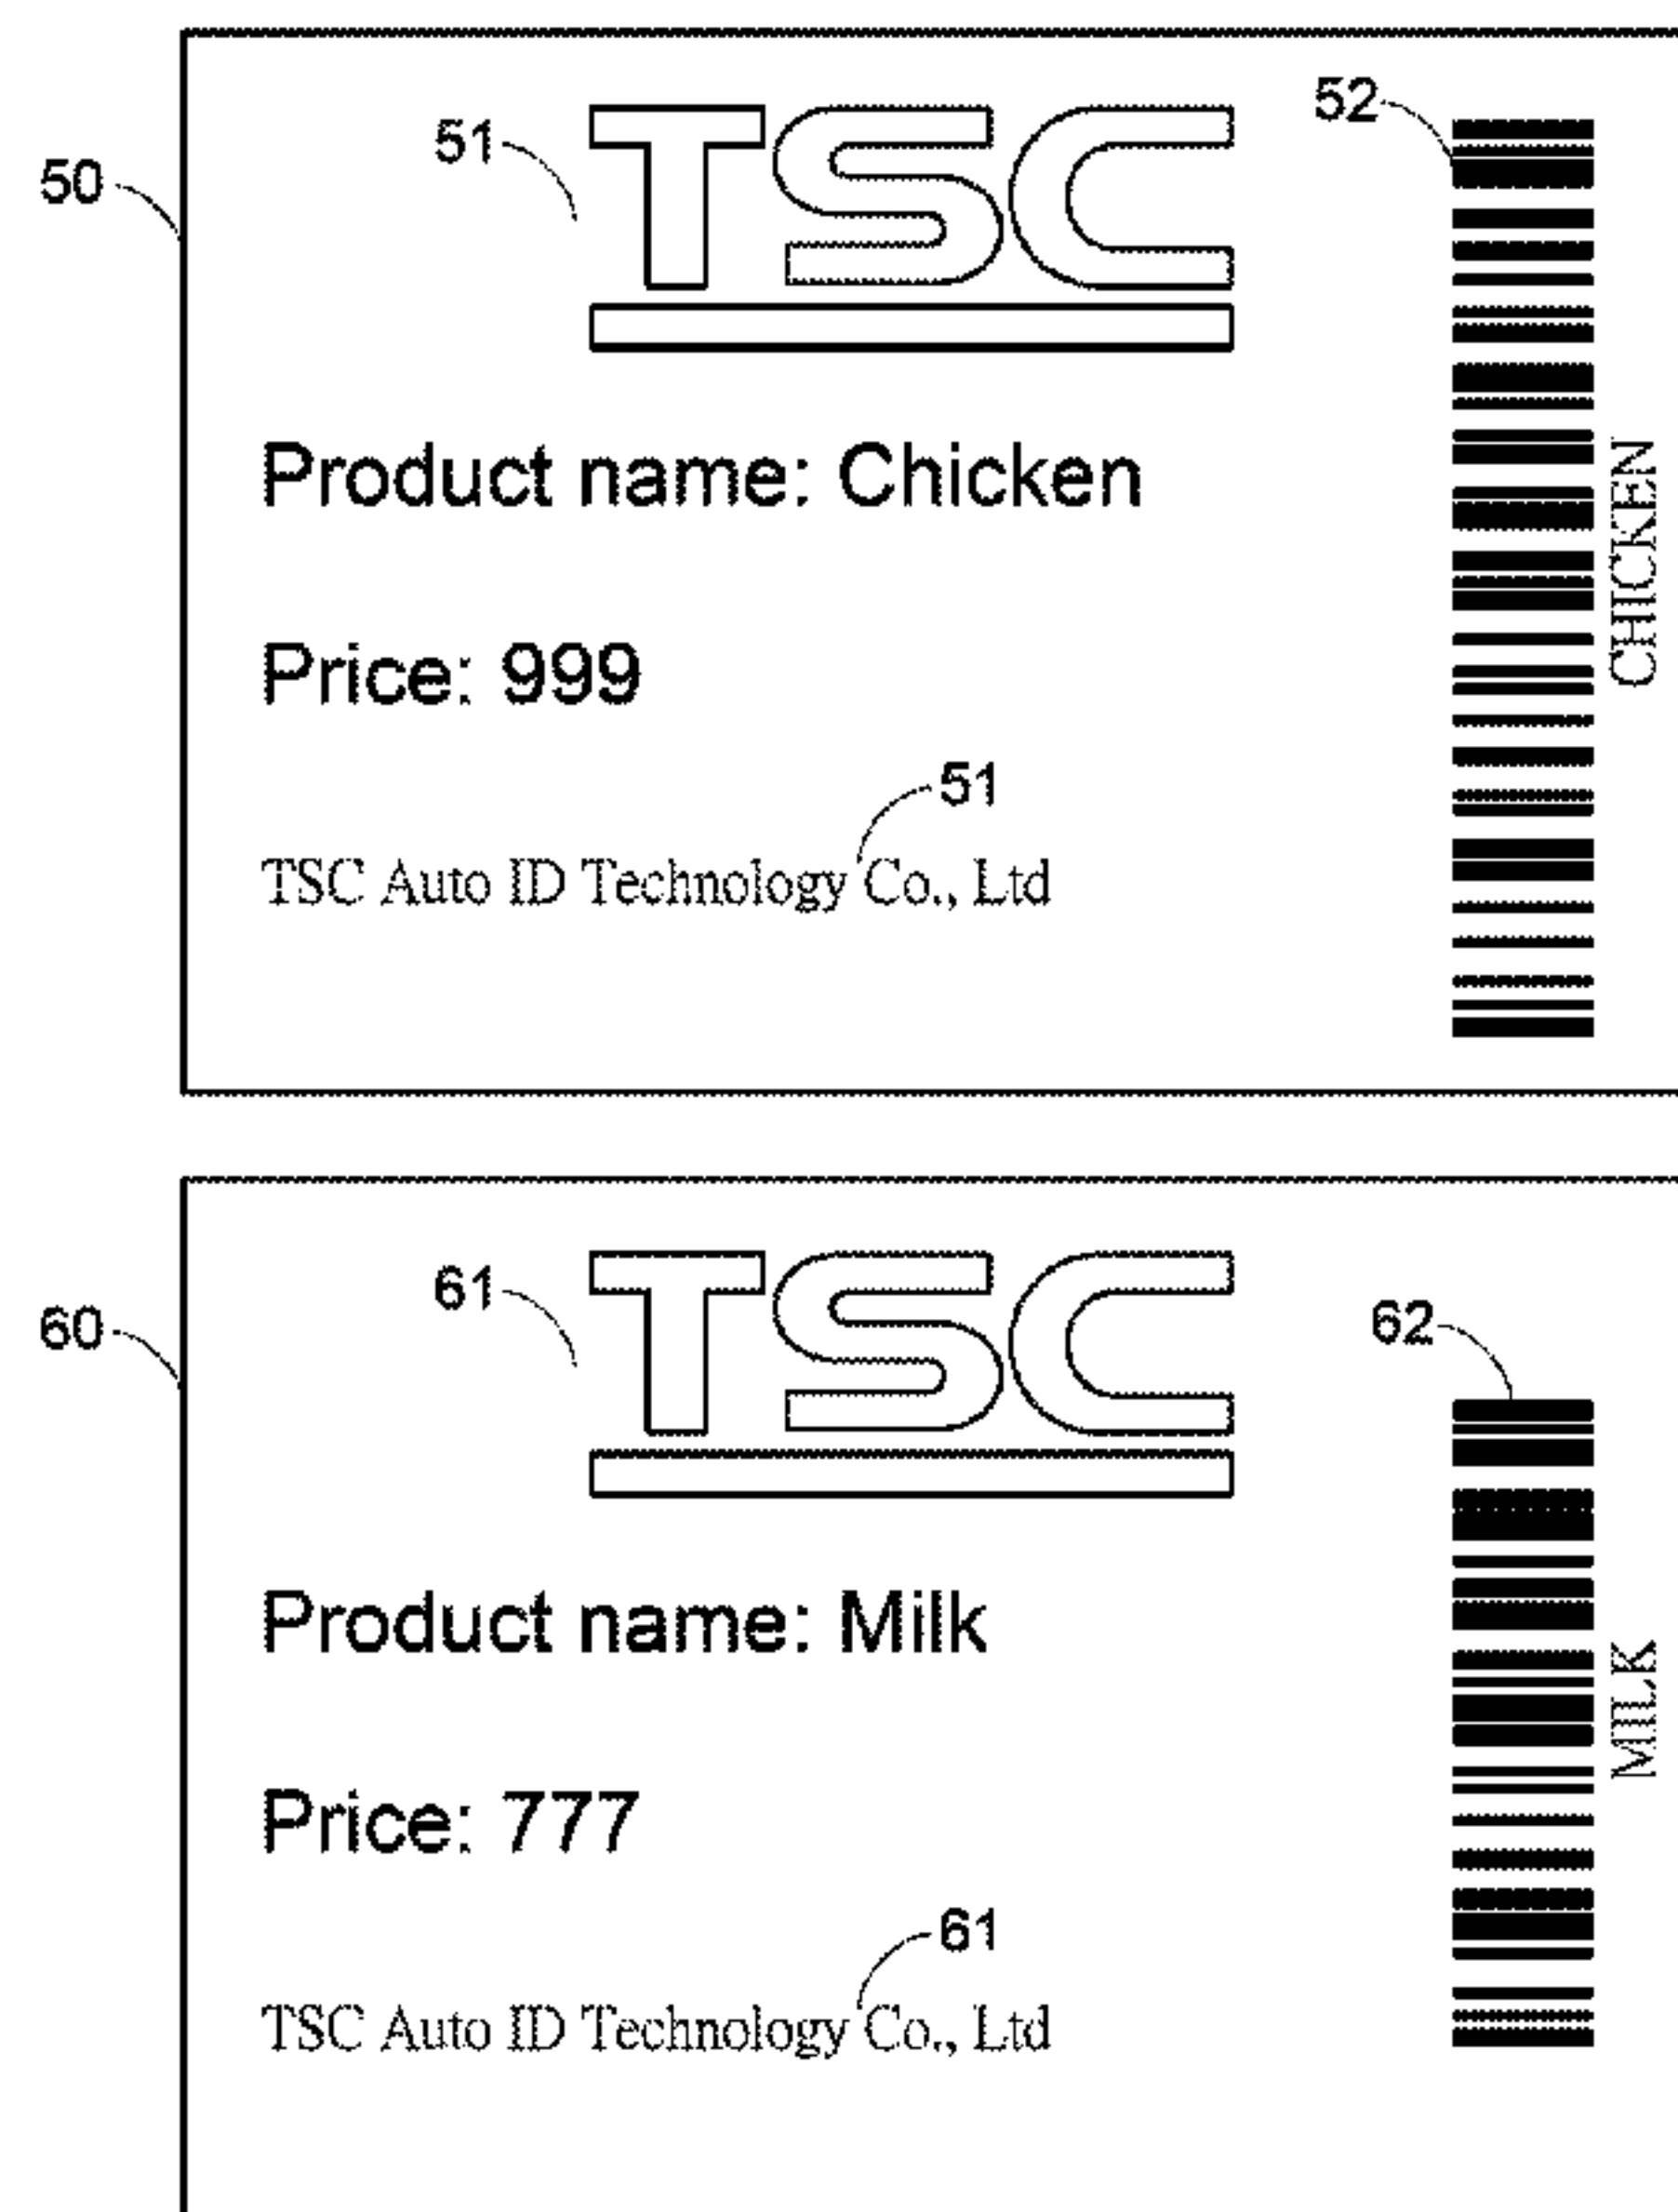 50
51
TSC
52
Product name: Chicken
Price: 999
51
TSC Auto ID Technology Co., Ltd
CHICKEN
60
61
TSC
62
Product name: Milk
Price: 777
61
TSC Auto ID Technology Co., Ltd
MILK